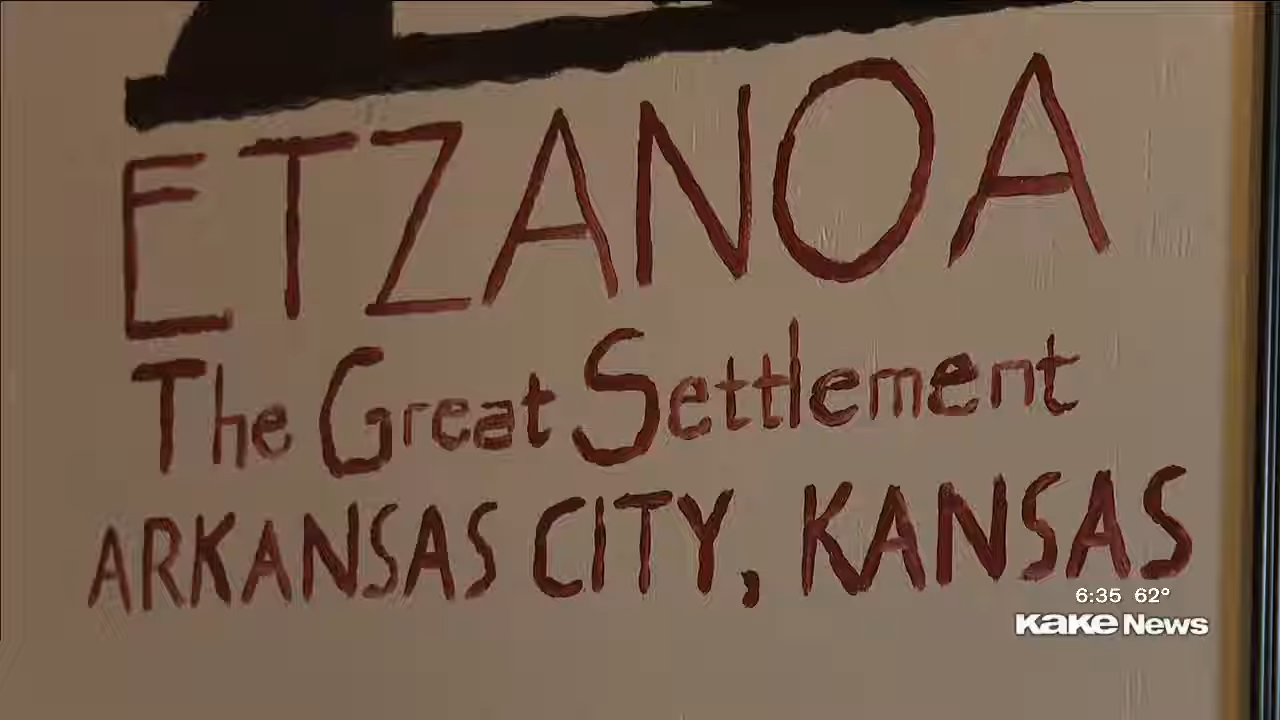 ETZANOA
The Great Settlement
ARKANSAS CITY, KANSAS
6:35 62°
KAKE News